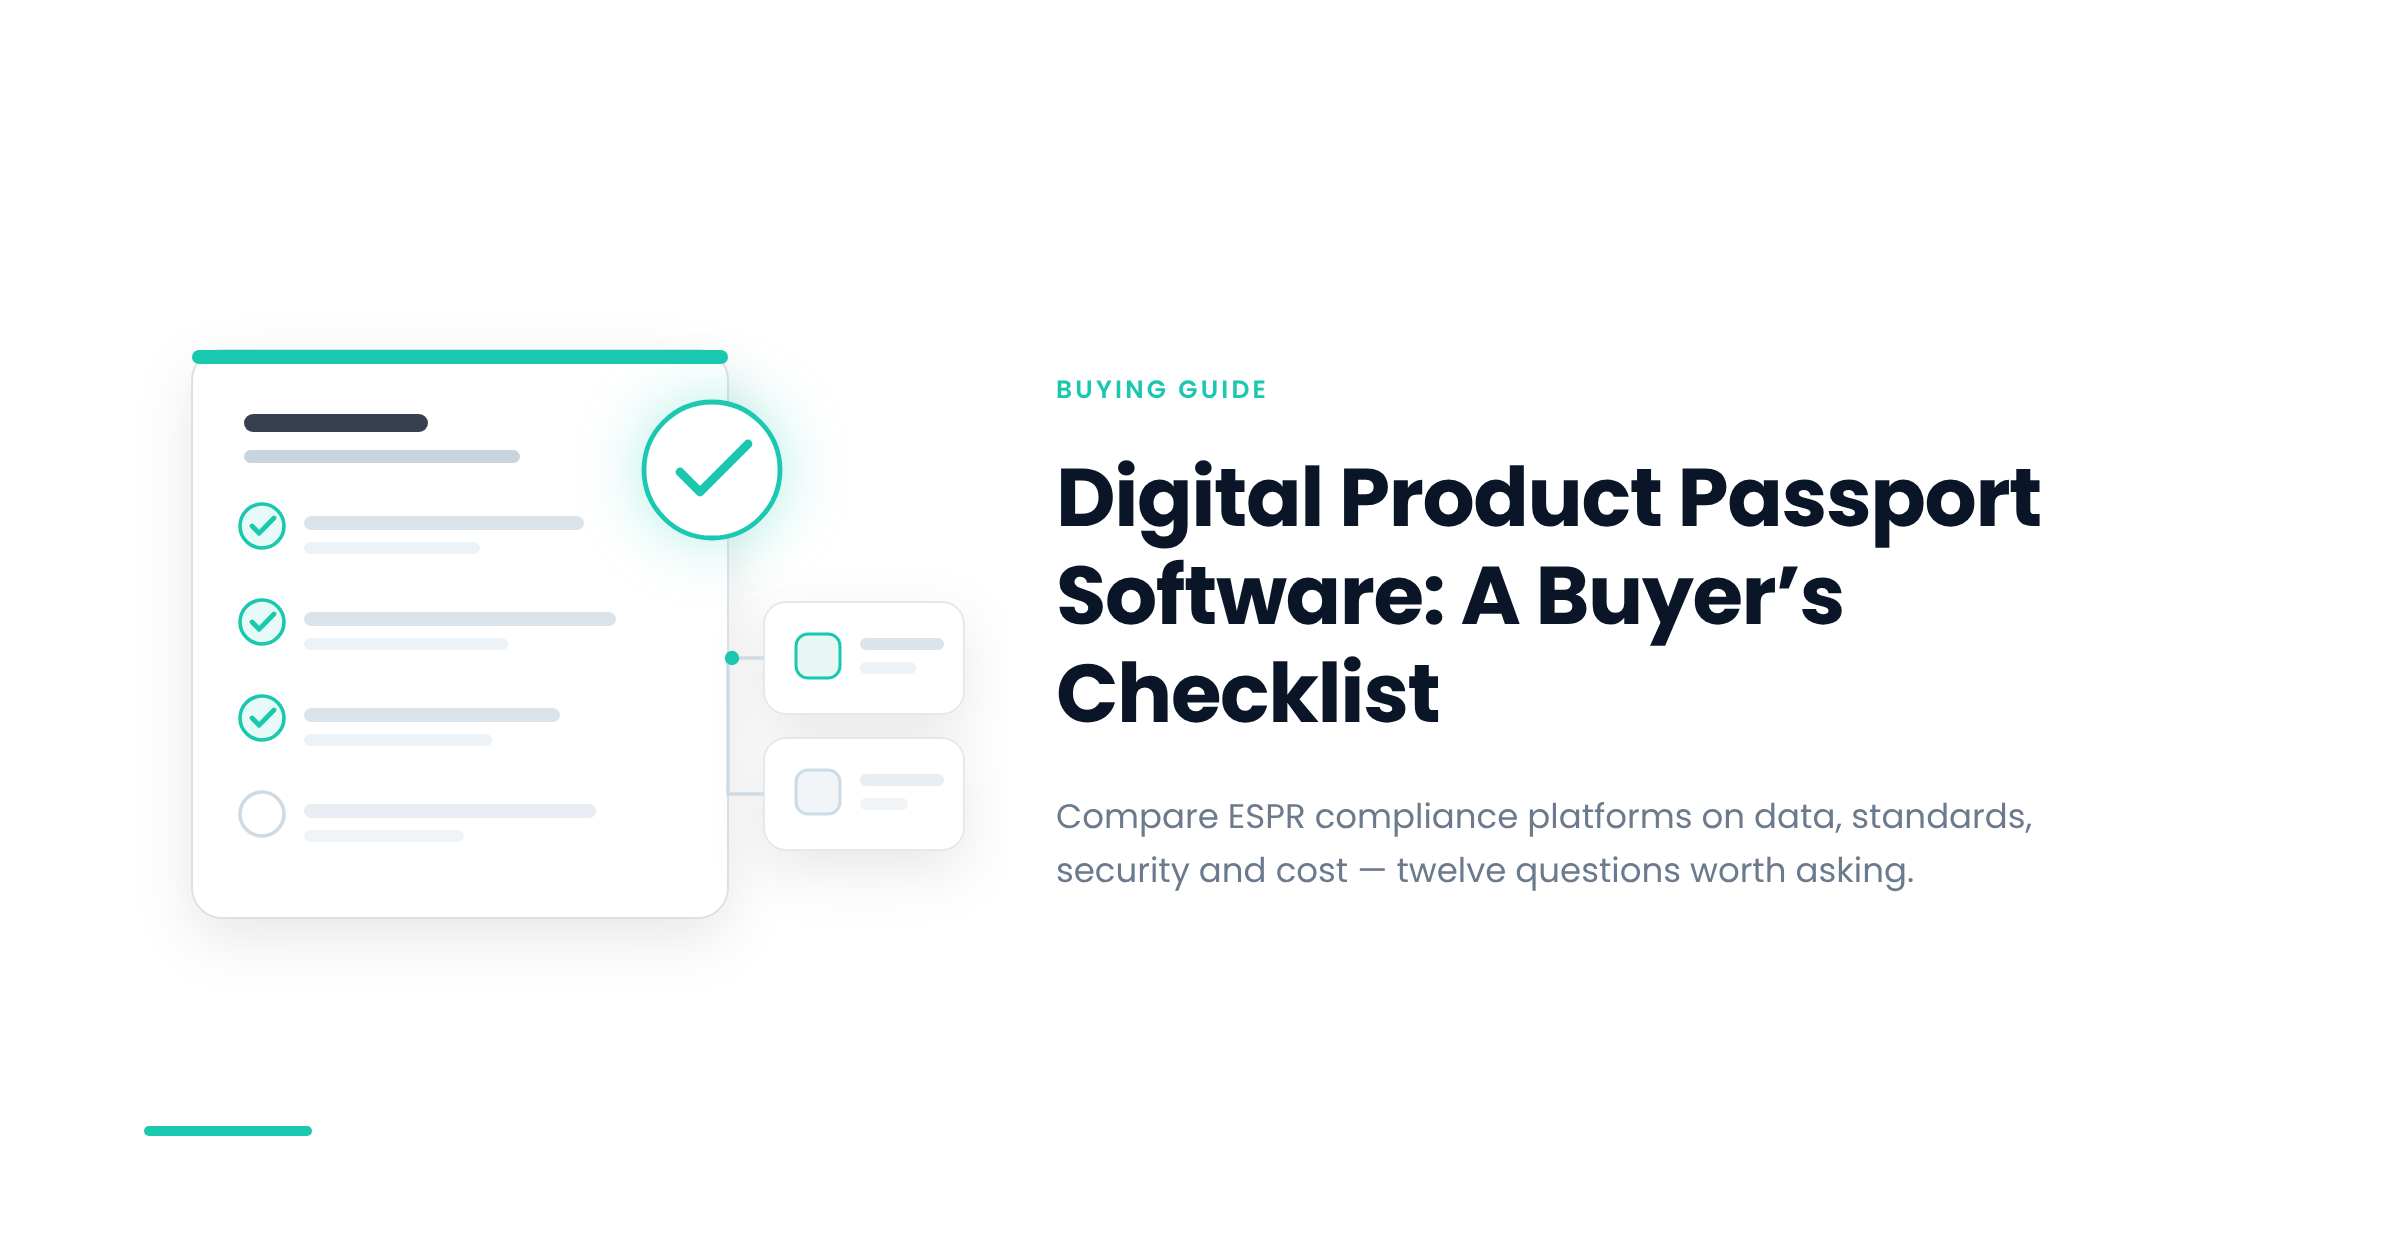 BUYING GUIDE
Digital Product Passport
Software: A Buyer’s
Checklist
Compare ESPR compliance platforms on data, standards,
security and cost — twelve questions worth asking.